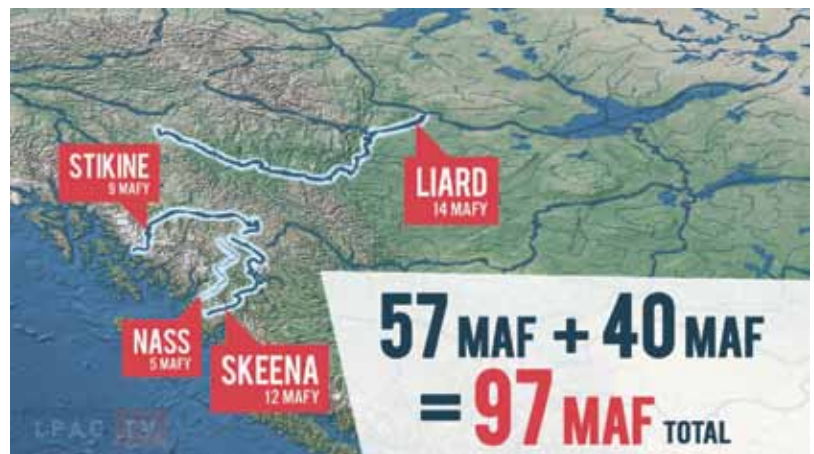 STIKINE
9 MAFY
LIARD
14 MAFY
NASS
5 MAFY
SKEENA
12 MAFY
57 MAF + 40 MAF
= 97 MAF TOTAL
LPAC TV